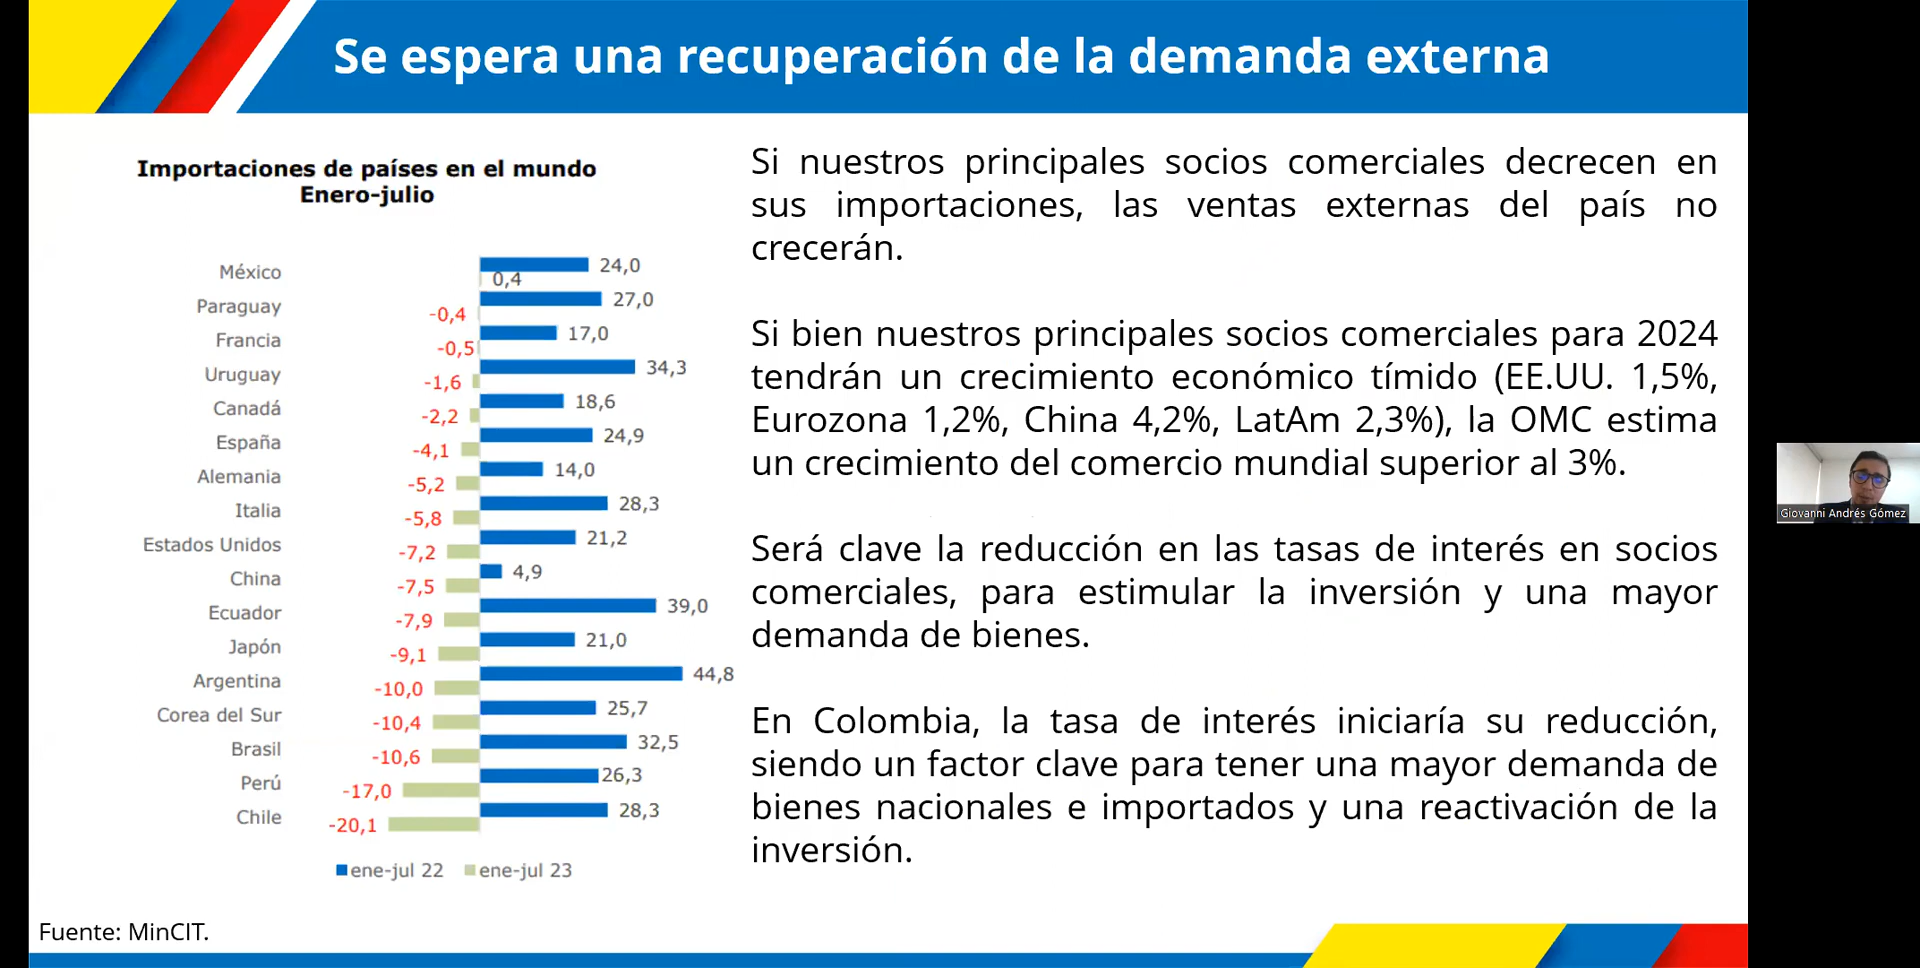 Se espera una recuperación de la demanda externa
Importaciones de países en el mundo
Enero-julio
México 24,0
0,4
Paraguay 27,0
-0,4
Francia 17,0
-0,5
Uruguay 34,3
-1,6
Canadá 18,6
-2,2
España 24,9
-4,1
Alemania 14,0
-5,2
Italia 28,3
-5,8
Estados Unidos 21,2
-7,2
China 4,9
-7,5
Ecuador 39,0
-7,9
Japón 21,0
-9,1
Argentina 44,8
-10,0
Corea del Sur 25,7
-10,4
Brasil 32,5
-10,6
Perú 26,3
-17,0
Chile 28,3
-20,1
ene-jul 22 ene-jul 23
Si nuestros principales socios comerciales decrecen en
sus importaciones, las ventas externas del país no
crecerán.
Si bien nuestros principales socios comerciales para 2024
tendrán un crecimiento económico tímido (EE.UU. 1,5%,
Eurozona 1,2%, China 4,2%, LatAm 2,3%), la OMC estima
un crecimiento del comercio mundial superior al 3%.
Será clave la reducción en las tasas de interés en socios
comerciales, para estimular la inversión y una mayor
demanda de bienes.
En Colombia, la tasa de interés iniciaría su reducción,
siendo un factor clave para tener una mayor demanda de
bienes nacionales e importados y una reactivación de la
inversión.
Fuente: MinCIT.
Giovanni Andrés Gómez